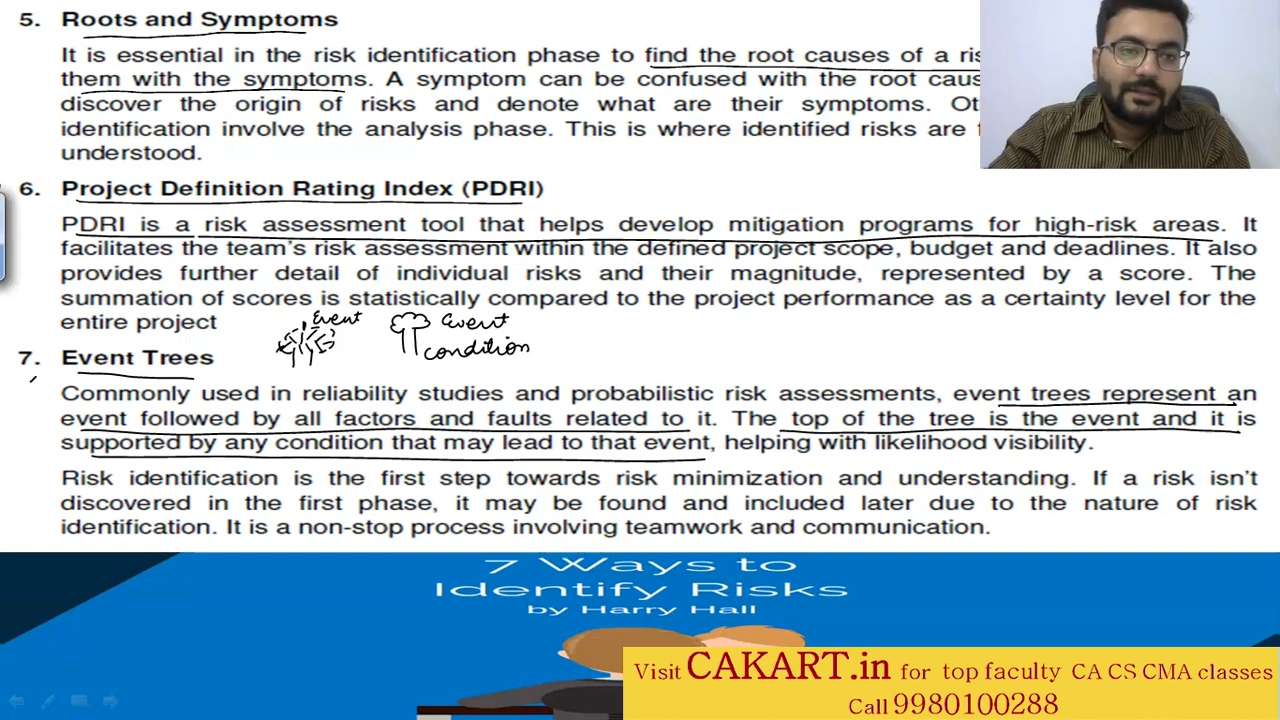 5. Roots and Symptoms
It is essential in the risk identification phase to find the root causes of a ris
them with the symptoms. A symptom can be confused with the root caus
discover the origin of risks and denote what are their symptoms. Ot
identification involve the analysis phase. This is where identified risks are f
understood.
6. Project Definition Rating Index (PDRI)
PDRI is a risk assessment tool that helps develop mitigation programs for high-risk areas. It
facilitates the team's risk assessment within the defined project scope, budget and deadlines. It also
provides further detail of individual risks and their magnitude, represented by a score. The
summation of scores is statistically compared to the project performance as a certainty level for the
entire project
Event
Event
condition
7. Event Trees
Commonly used in reliability studies and probabilistic risk assessments, event trees represent an
event followed by all factors and faults related to it. The top of the tree is the event and it is
supported by any condition that may lead to that event, helping with likelihood visibility.
Risk identification is the first step towards risk minimization and understanding. If a risk isn't
discovered in the first phase, it may be found and included later due to the nature of risk
identification. It is a non-stop process involving teamwork and communication.
7 Ways to
Identify Risks
by Harry Hall
Visit CAKART.in for top faculty CA CS CMA classes
Call 9980100288